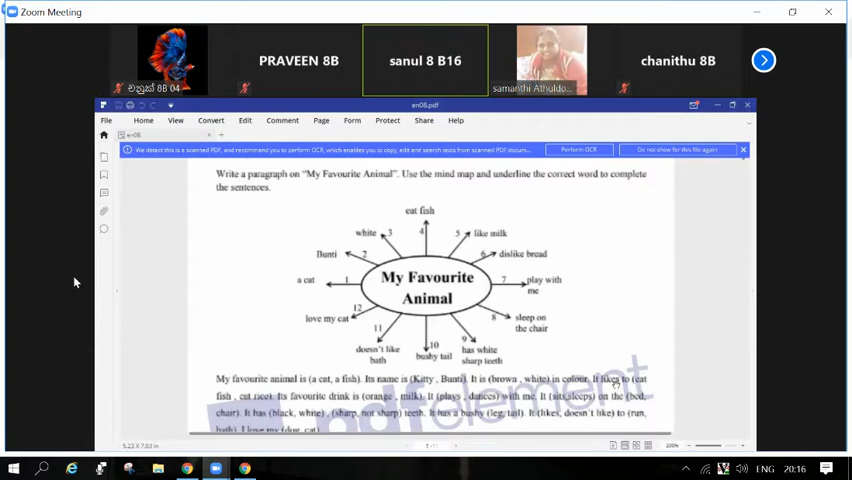 Zoom Meeting
PRAVEEN 8B
sanul 8 B16
chanithu 8B
චනුක් 8B 04
samanthi Athuldo...
en08.pdf
File Home View Convert Edit Comment Page Form Protect Share Help
en08
We detect this is a scanned PDF, and recommend you to perform OCR, which enables you to copy, edit and search texts from scanned PDF docum...
Perform OCR
Do not show for this file again
Write a paragraph on "My Favourite Animal". Use the mind map and underline the correct word to complete
the sentences.
eat fish
white 3 4 5 like milk
Bunti 2 6 dislike bread
a cat 1 My Favourite Animal 7 play with me
12 8 sleep on the chair
love my cat
11 10 9
doesn't like bath
bushy tail
has white sharp teeth
My favourite animal is (a cat, a fish). Its name is (Kitty , Bunti). It is (brown , white) in colour. It likes to (eat
fish , eat rice). Its favourite drink is (orange , milk). It (plays , dances) with me. It (sits,sleeps) on the (bed,
chair). It has (black, white) , (sharp, not sharp) teeth. It has a bushy (leg, tail). It (likes, doesn't like) to (run,
bath). I love my (dog, cat)
pdfelement
5.23 x 7.03 in
1
200%
ENG 20:16